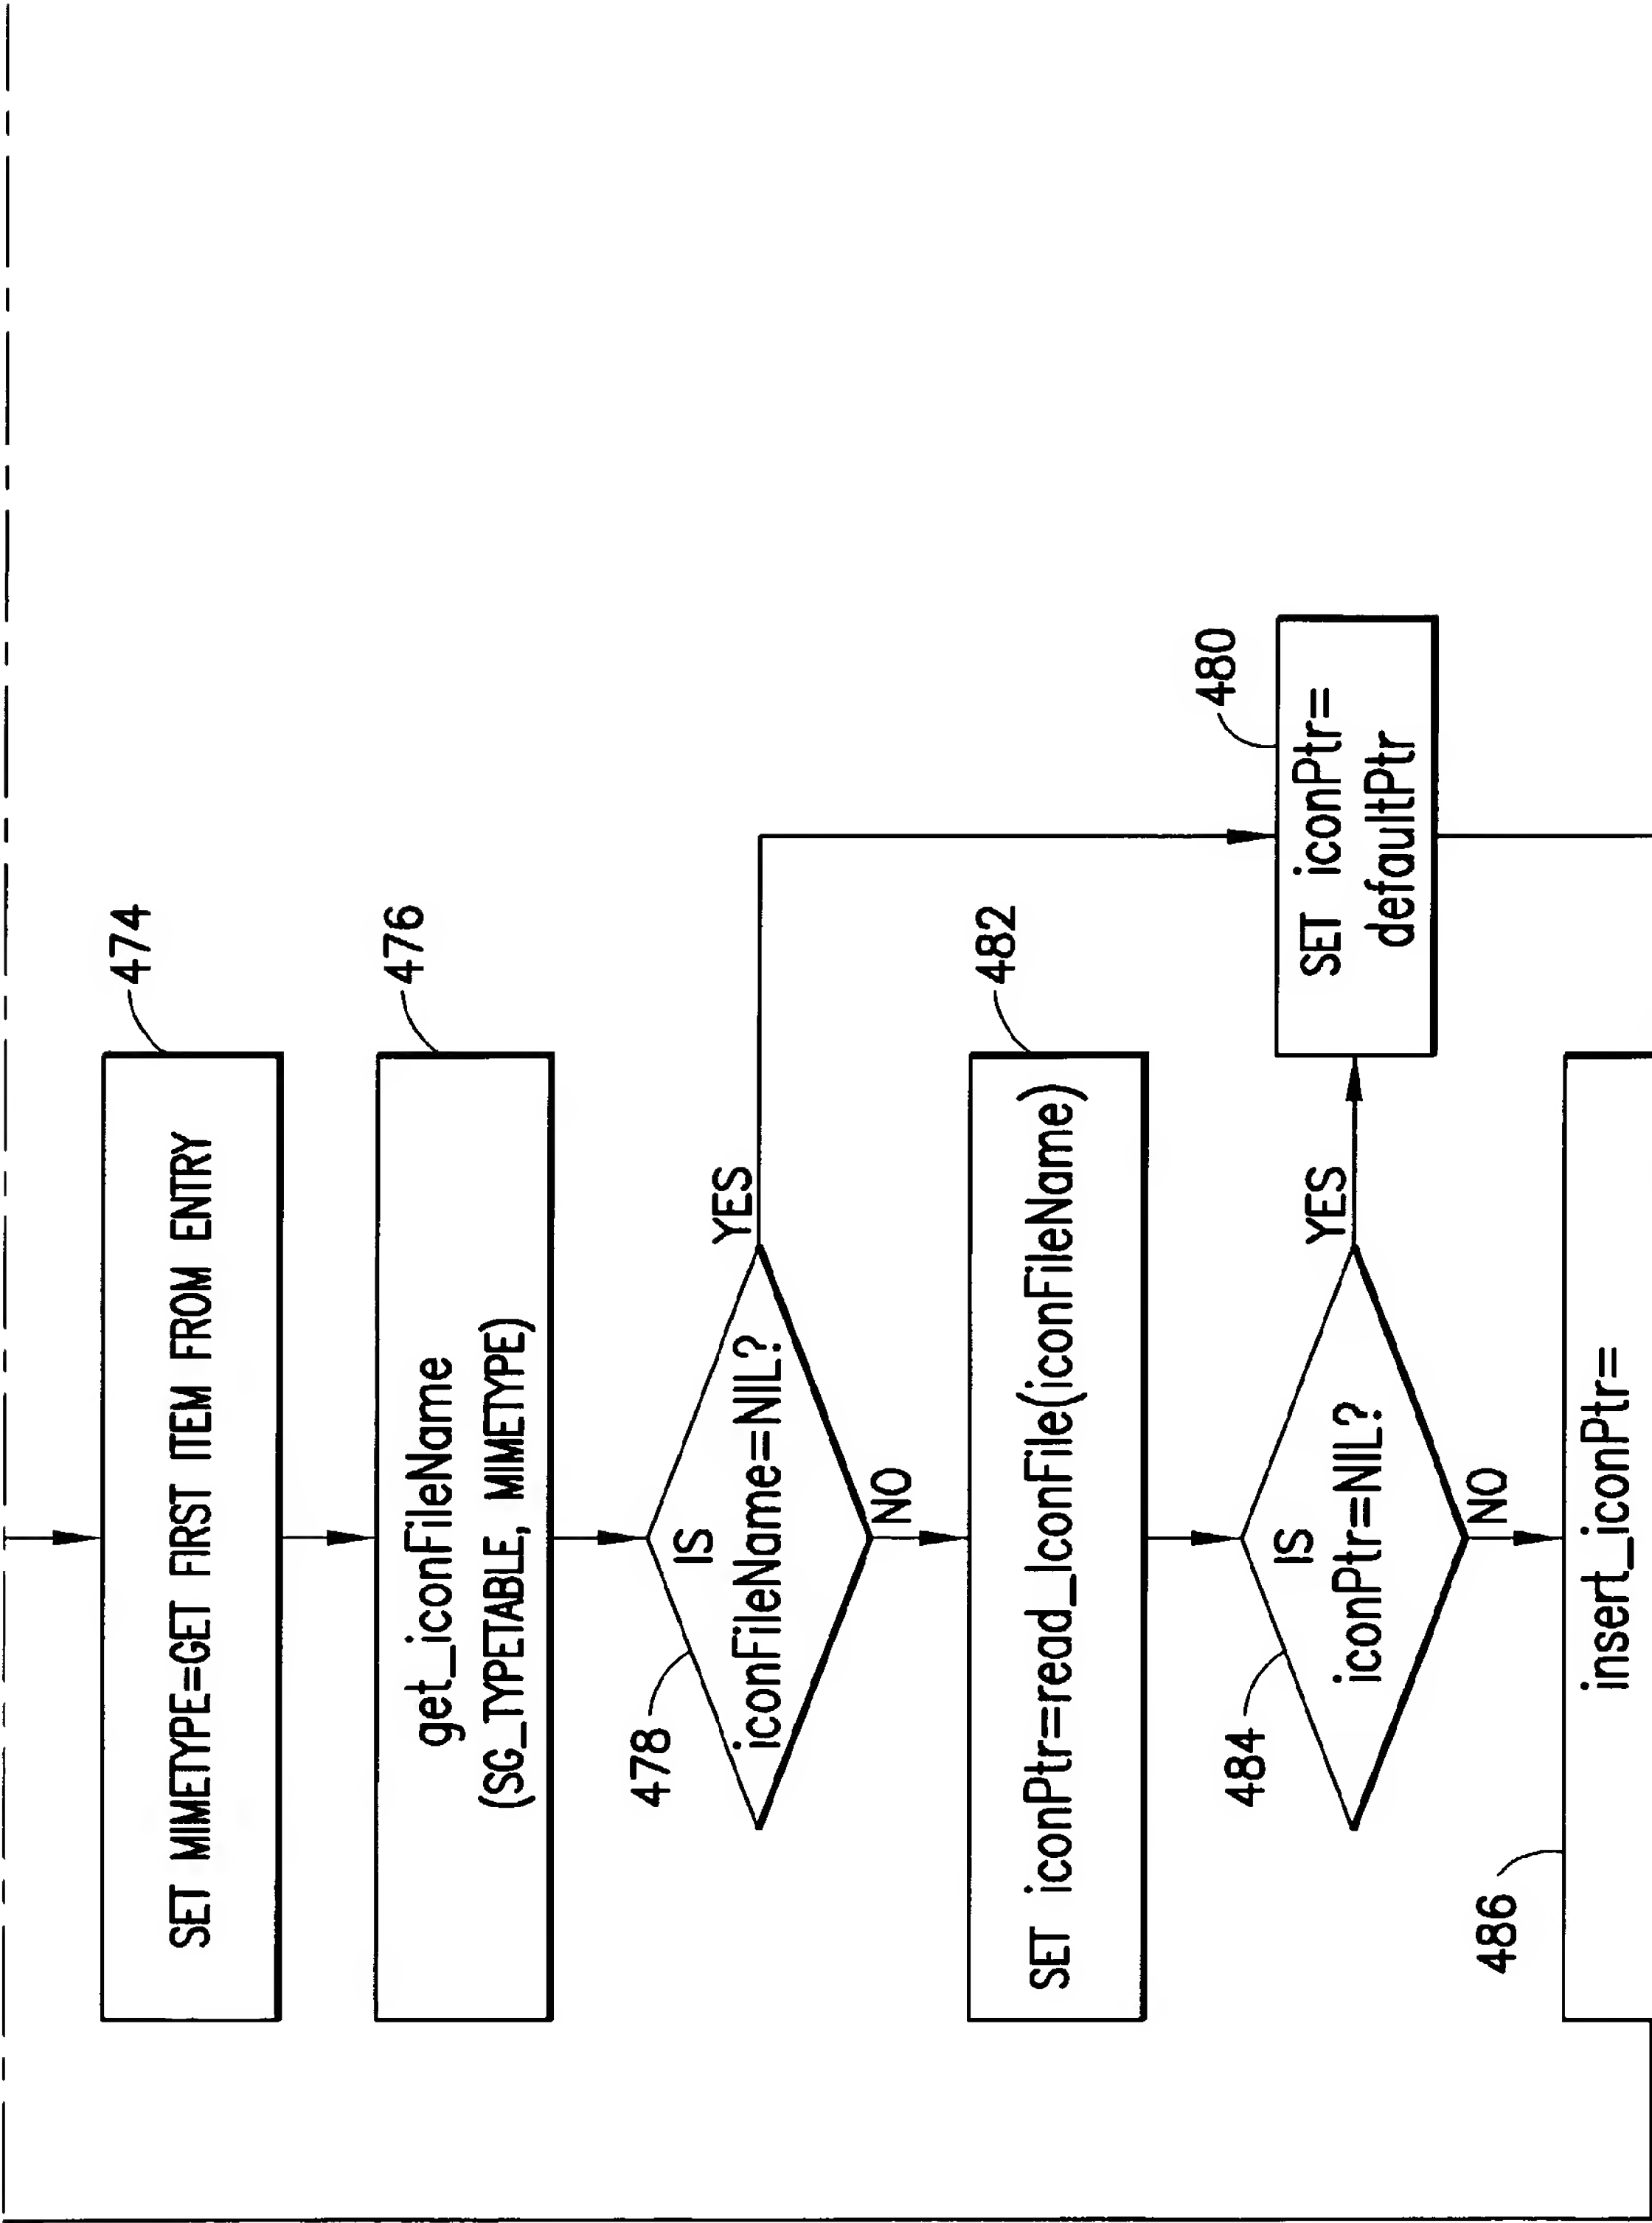 474
SET MIMETYPE=GET FIRST ITEM FROM ENTRY
476
get_iconFileName
(SG_TYPETABLE, MIMETYPE)
478
IS
iconFileName=NIL?
YES
NO
482
SET iconPtr=read_iconFile(iconFileName)
480
SET iconPtr=
defaultPtr
484
IS
iconPtr=NIL?
YES
NO
486
insert_iconPtr=